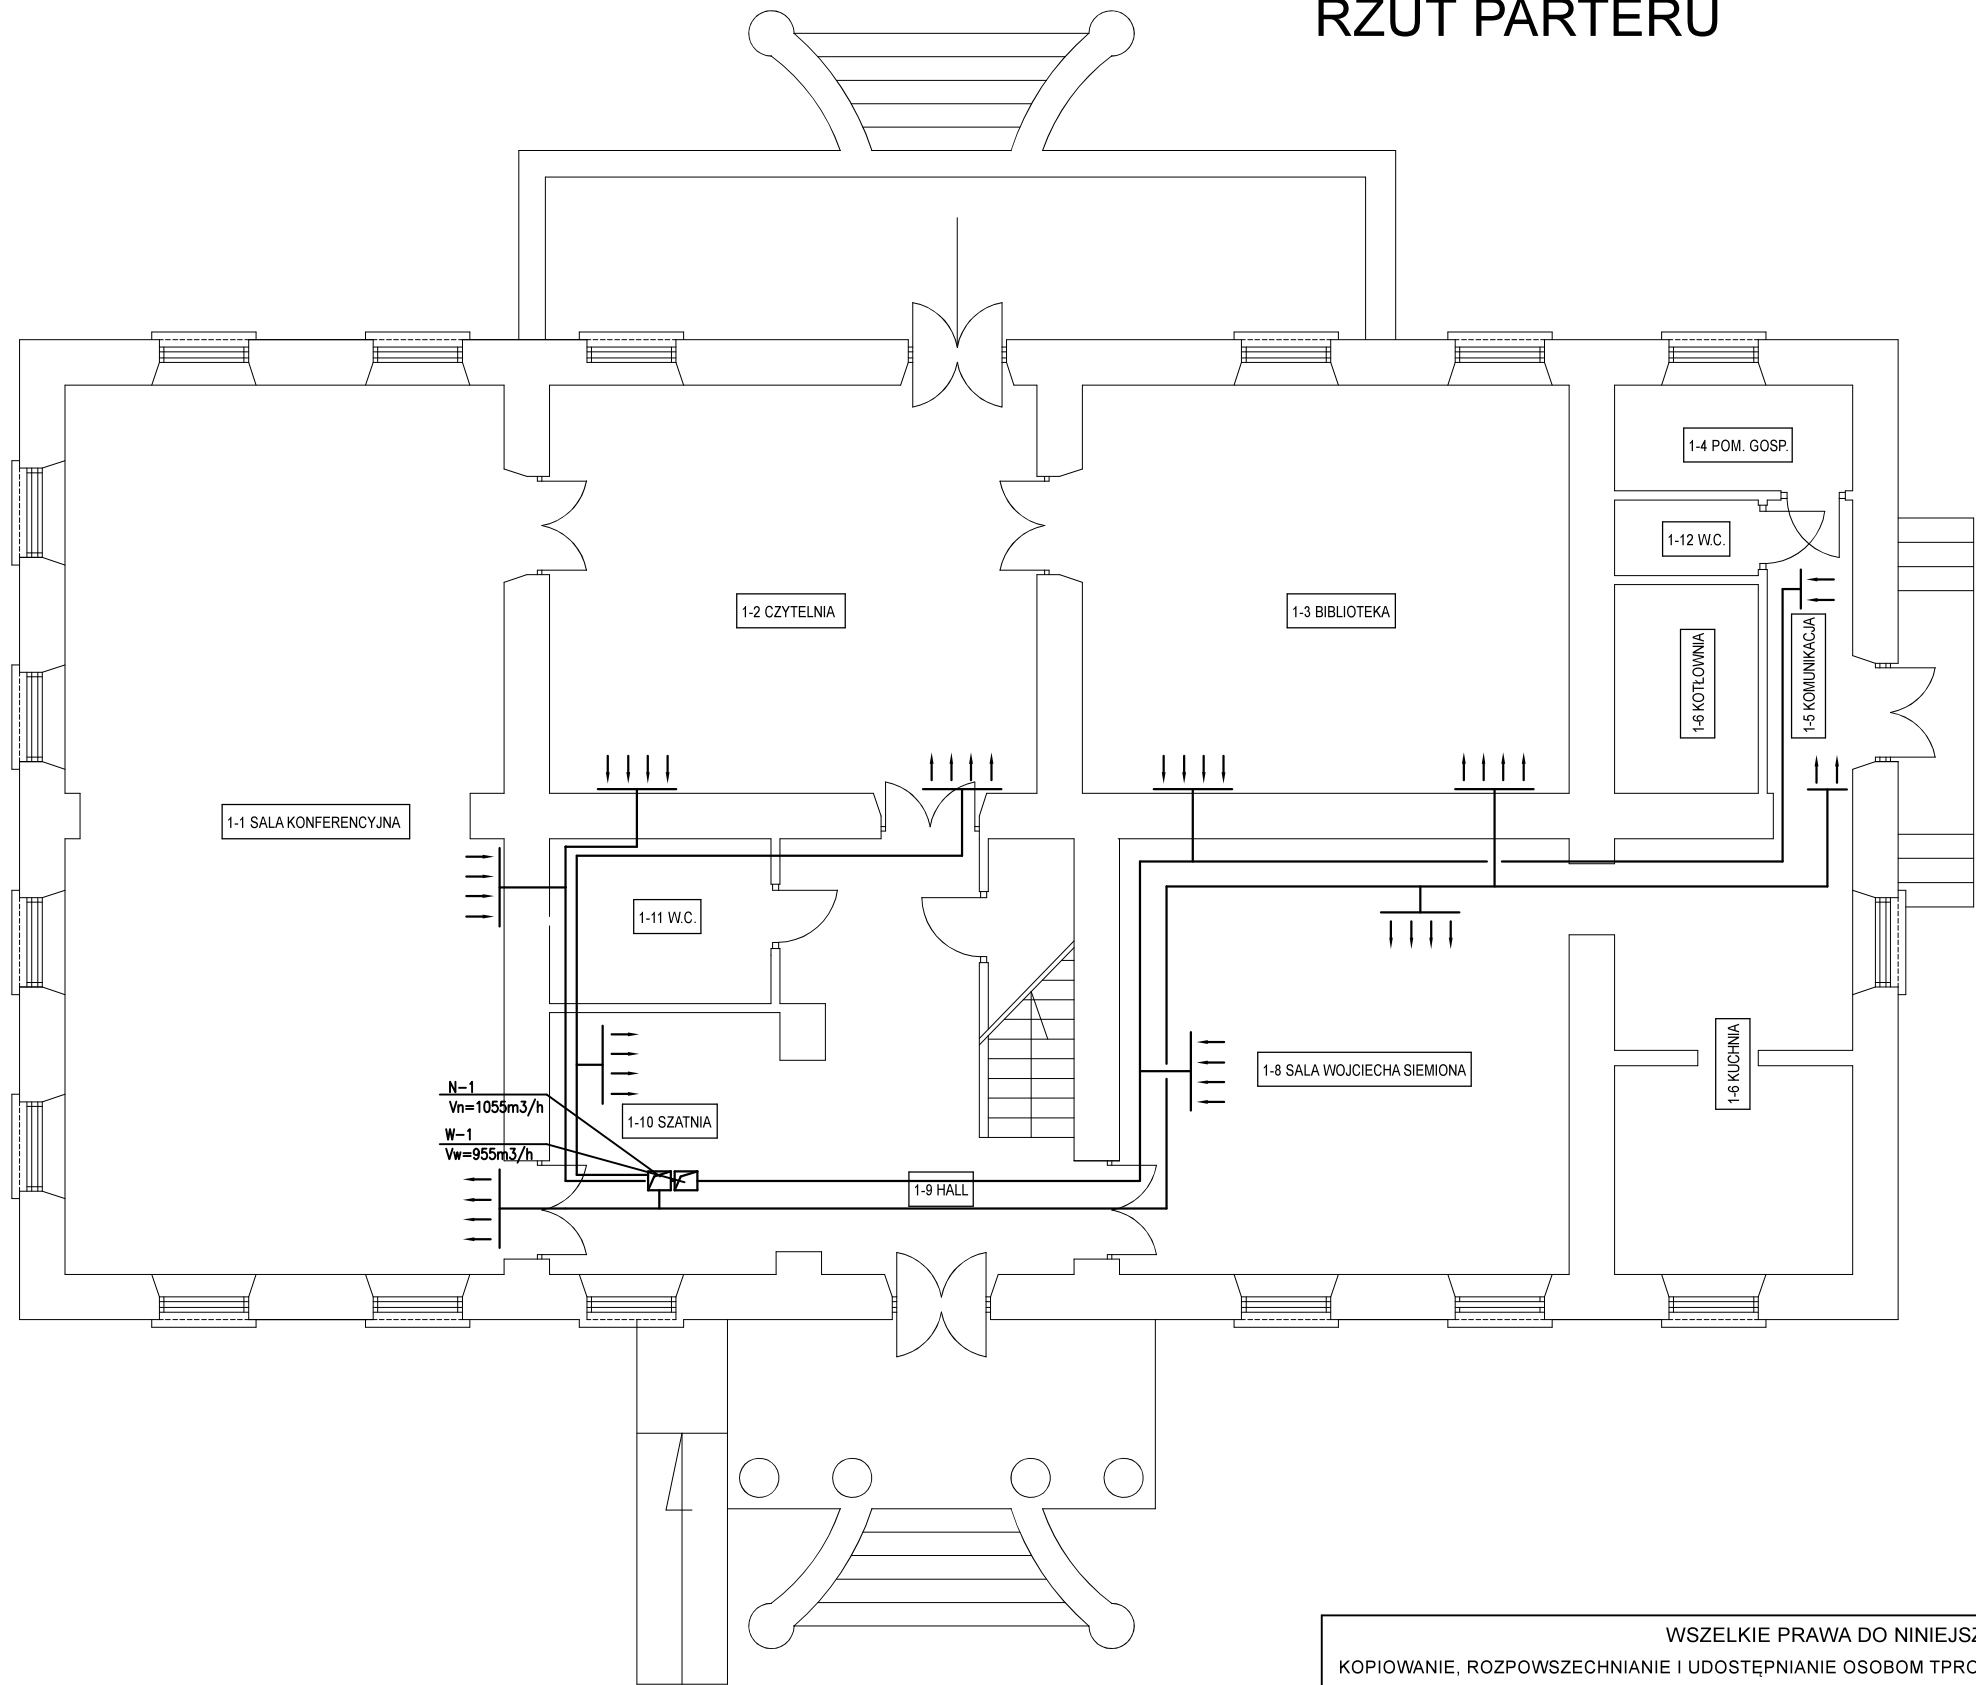 RZUT PARTERU
1-4 POM. GOSP.
1-12 W.C.
1-2 CZYTELNIA
1-3 BIBLIOTEKA
1-6 KOTŁOWNIA
1-5 KOMUNIKACJA
1-1 SALA KONFERENCYJNA
1-11 W.C.
1-8 SALA WOJCIECHA SIEMIONA
1-6 KUCHNIA
N-1
Vn=1055m3/h
1-10 SZATNIA
W-1
Vw=955m3/h
1-9 HALL
WSZELKIE PRAWA DO NINIEJSZ
KOPIOWANIE, ROZPOWSZECHNIANIE I UDOSTĘPNIANIE OSOBOM TPRO